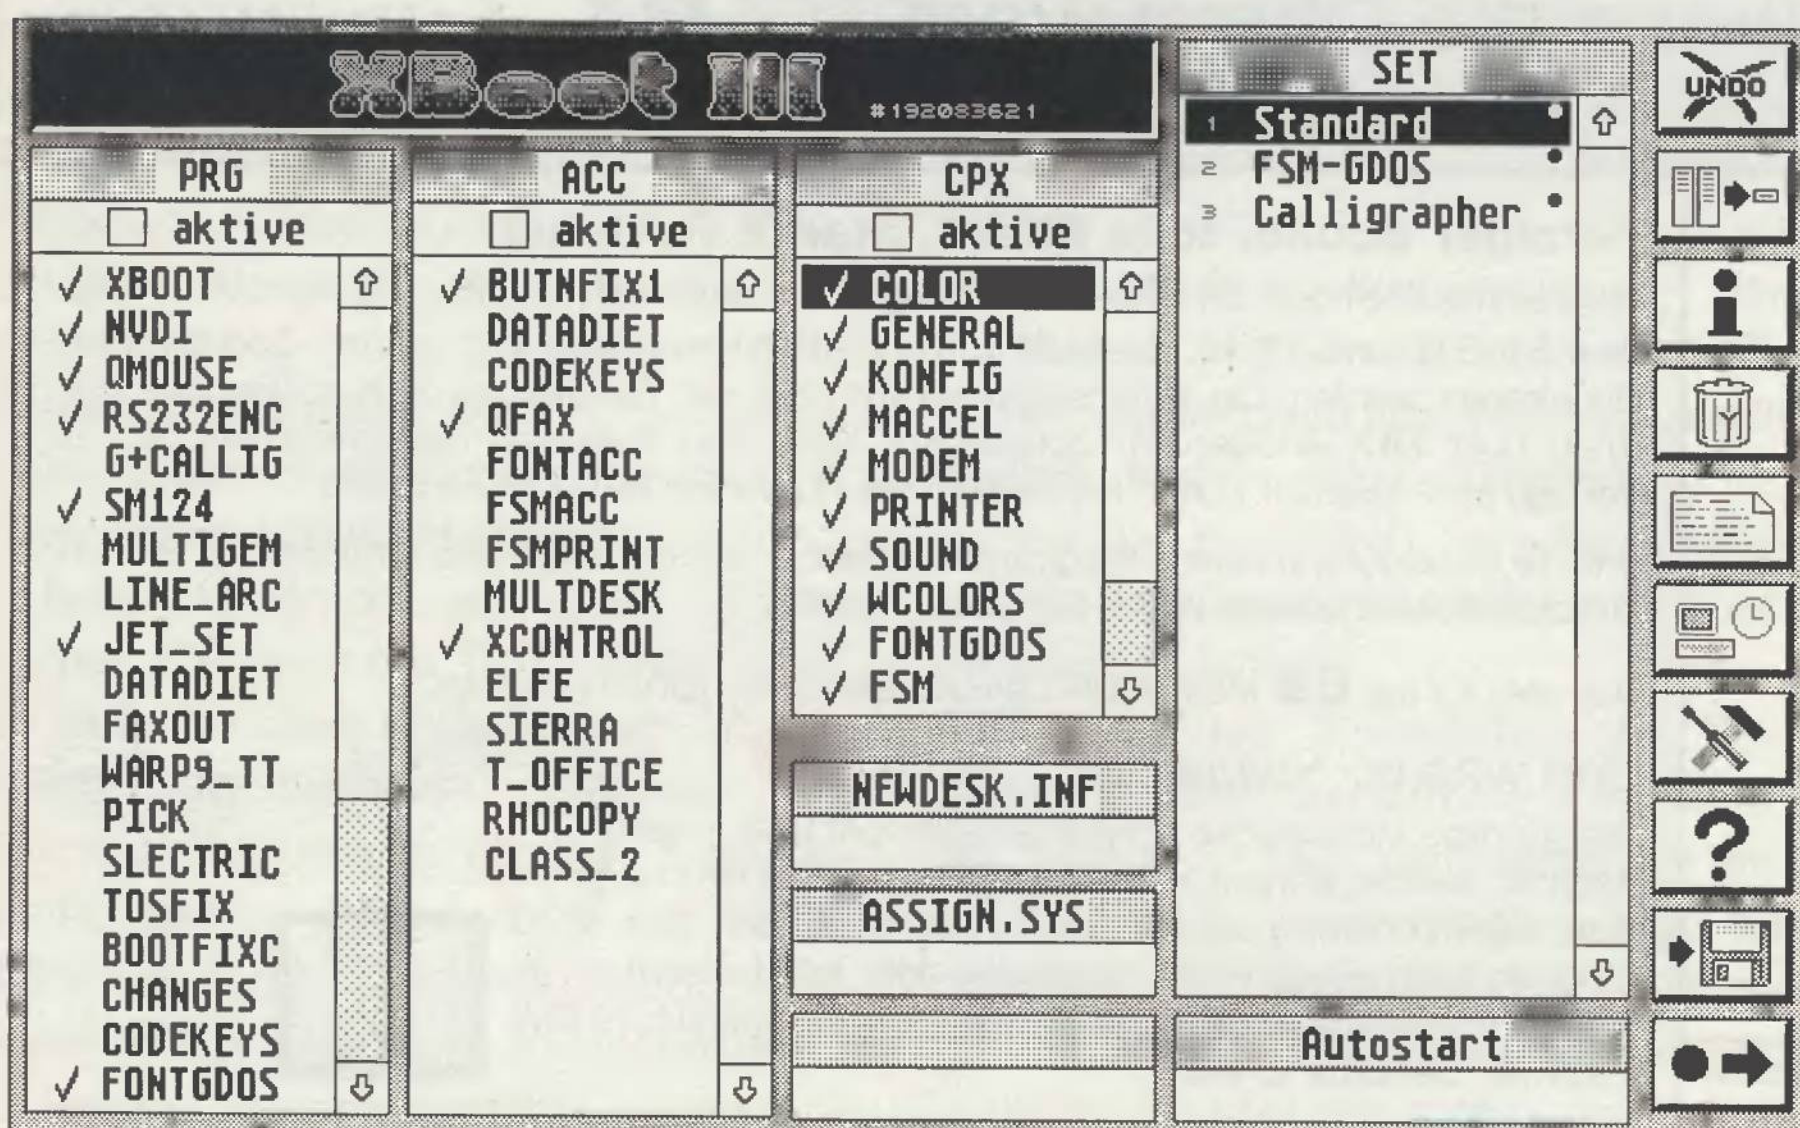 XBoot III
#192083621
PRG
aktive
✓ XBOOT
✓ NVDI
✓ QMOUSE
✓ RS232ENC
G+CALLIG
✓ SM124
MULTIGEM
LINE_ARC
✓ JET_SET
DATADIET
FAXOUT
WARP9_TT
PICK
SLECTRIC
TOSFIX
BOOTFIXC
CHANGES
CODEKEYS
✓ FONTGDOS
ACC
aktive
✓ BUTNFIX1
DATADIET
CODEKEYS
✓ QFAX
FONTACC
FSMACC
FSMPRINT
MULTDESK
✓ XCONTROL
ELFE
SIERRA
T_OFFICE
RHOCOPY
CLASS_2
CPX
aktive
✓ COLOR
✓ GENERAL
✓ KONFIG
✓ MACCEL
✓ MODEM
✓ PRINTER
✓ SOUND
✓ WCOLORS
✓ FONTGDOS
✓ FSM
NEWDESK.INF
ASSIGN.SYS
SET
1 Standard
2 FSM-GDOS
3 Calligrapher
Autostart
UNDO
i
?